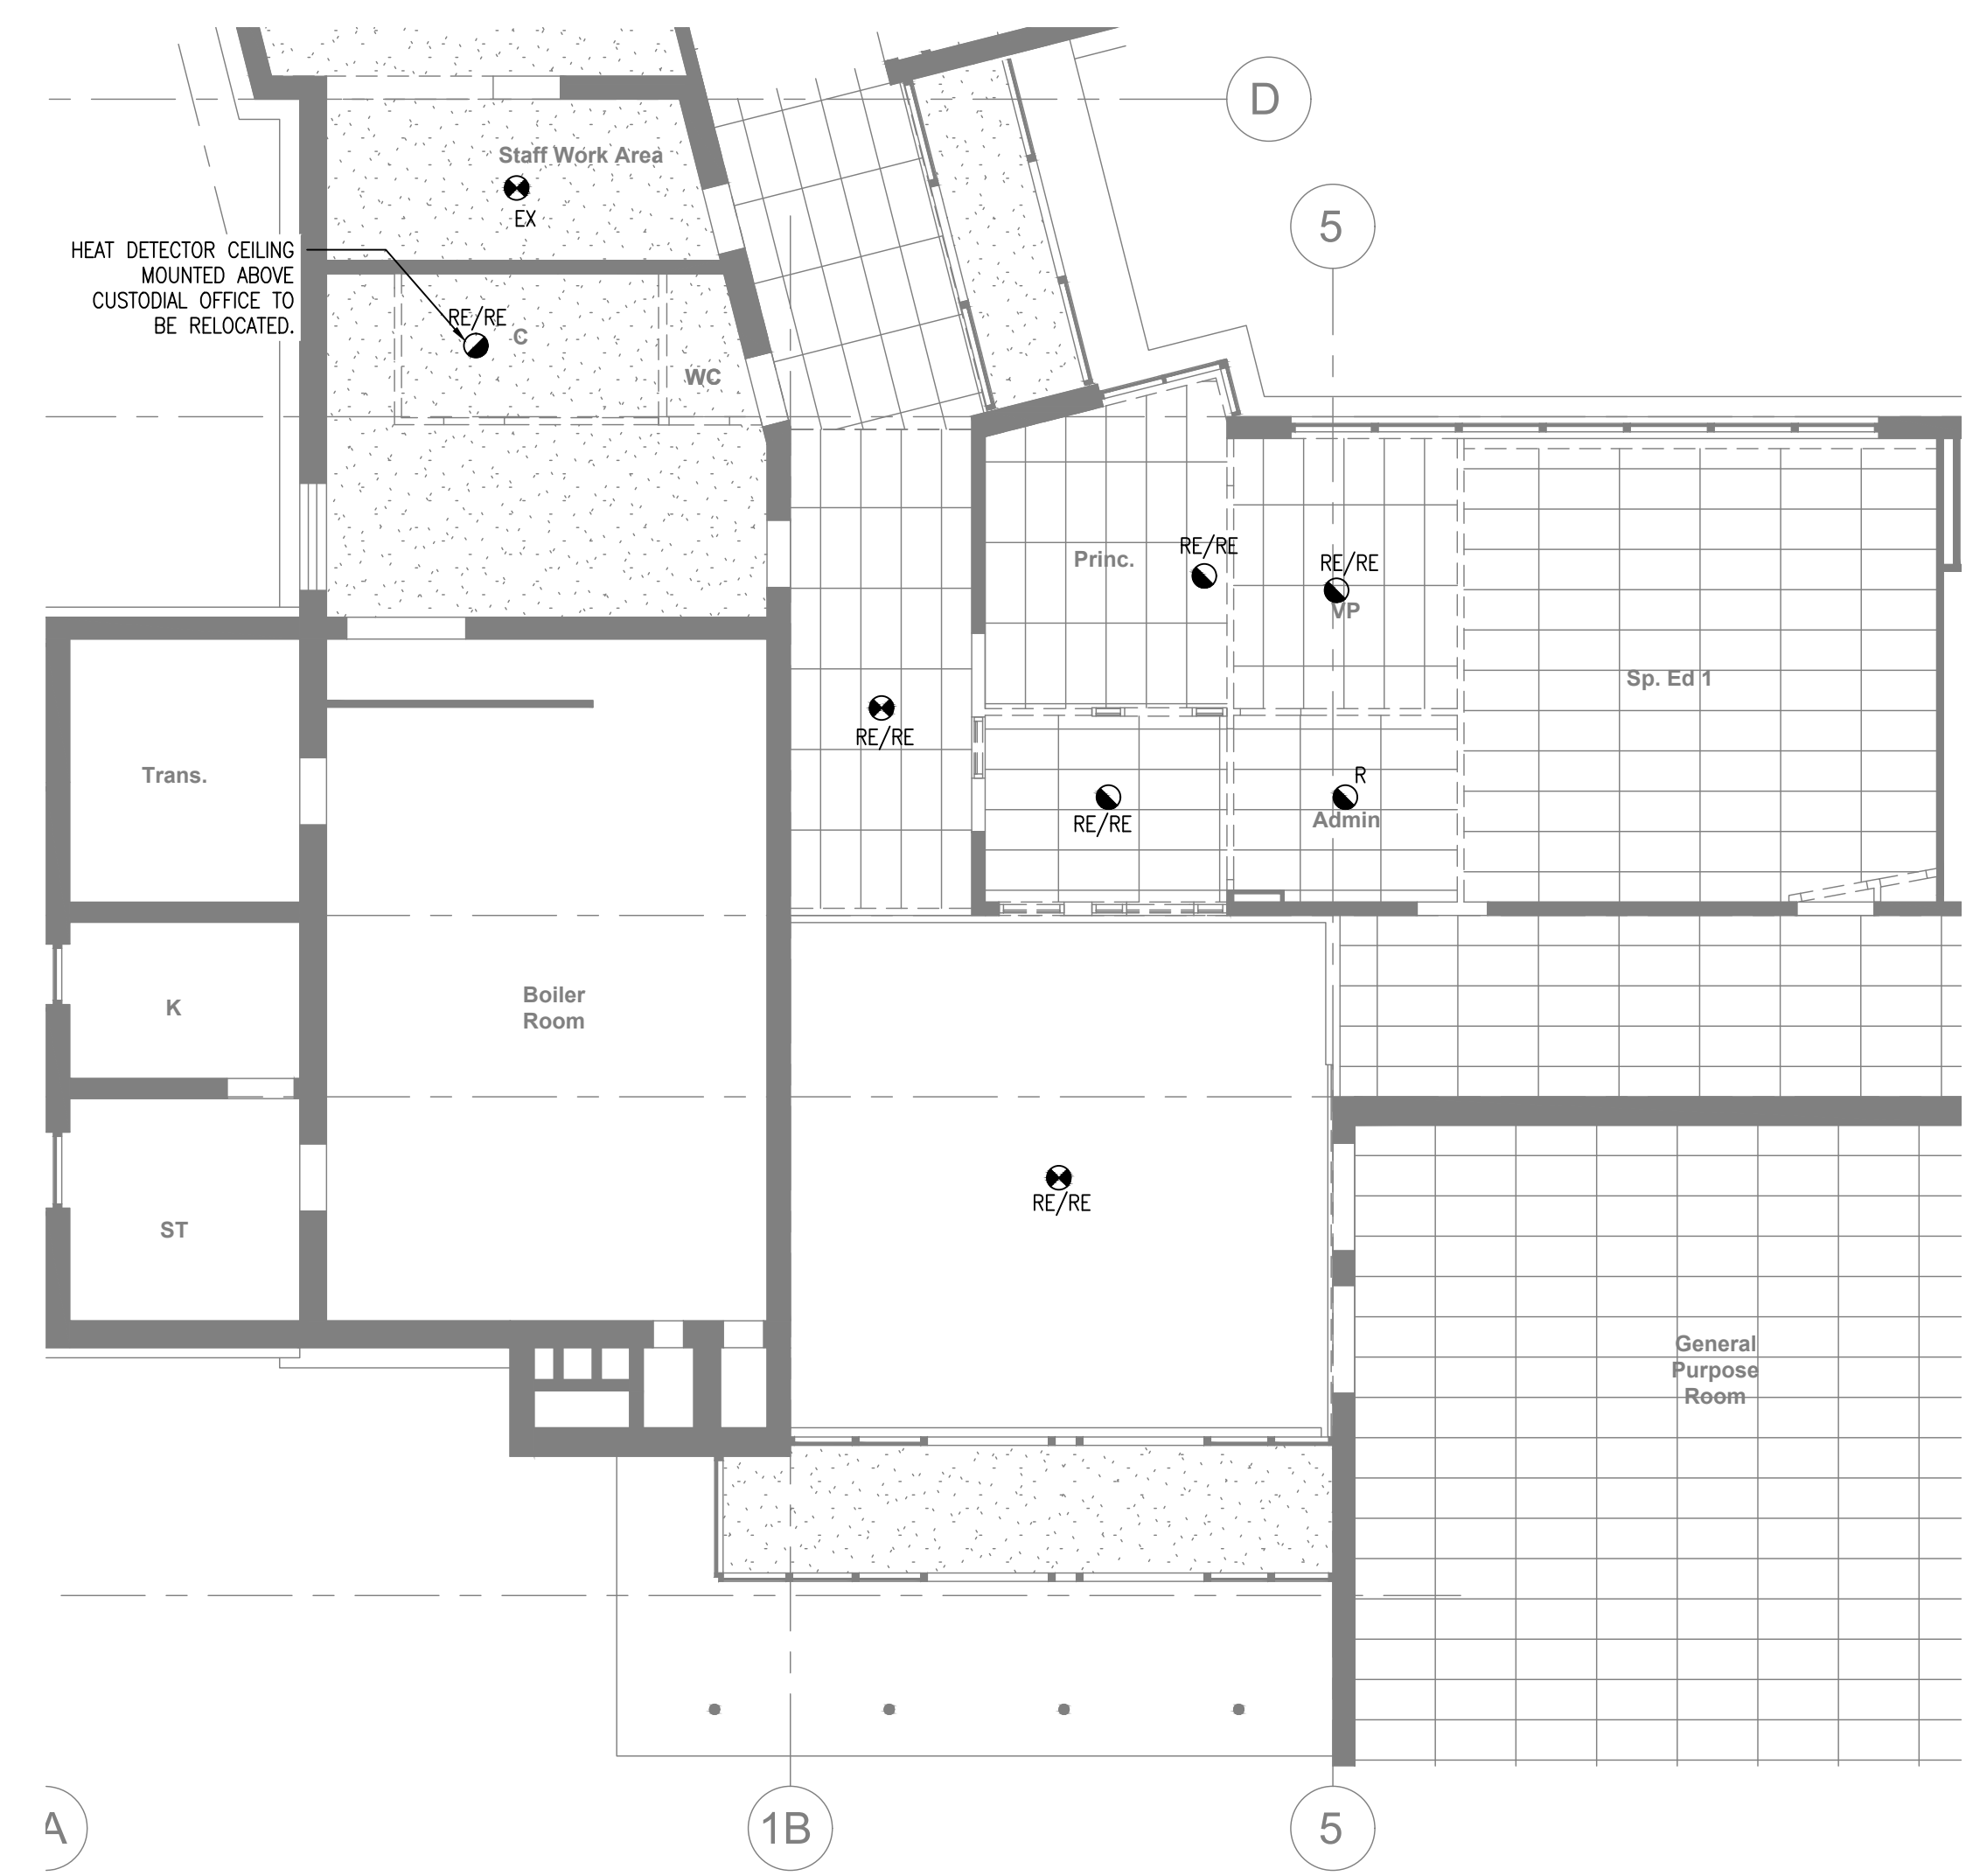 D
Staff Work Area
EX
5
HEAT DETECTOR CEILING
MOUNTED ABOVE
CUSTODIAL OFFICE TO
BE RELOCATED.
RE/RE
C
WC
RE/RE
Princ.
RE/RE
VP
Sp. Ed 1
RE/RE
Trans.
R
RE/RE
Admin
Boiler
Room
K
RE/RE
ST
General
Purpose
Room
A
1B
5